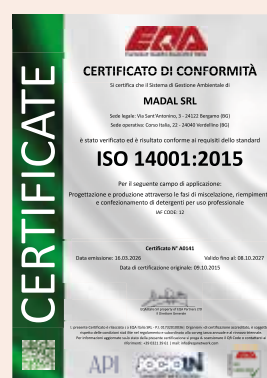 CERTIFICATE
EQA
CERTIFICATO DI CONFORMITÀ
Si certifica che il Sistema di Gestione Ambientale di
MADAL SRL
Sede legale: Via Sant'Antonino, 3 - 24121 Bergamo (BG)
Sede operativa: Corso Italia, 22 - 24040 Verdellino (BG)
è stato verificato ed è risultato conforme ai requisiti dello standard
ISO 14001:2015
Per il seguente campo di applicazione:
Progettazione e produzione attraverso le fasi di miscelazione, riempiment
e confezionamento di detergenti per uso professionale
IAF CODE: 12
Certificato N° A0141
Data emissione: 16.03.2026 Valido fino al: 08.10.2027
Data di certificazione originale: 09.10.2015
API